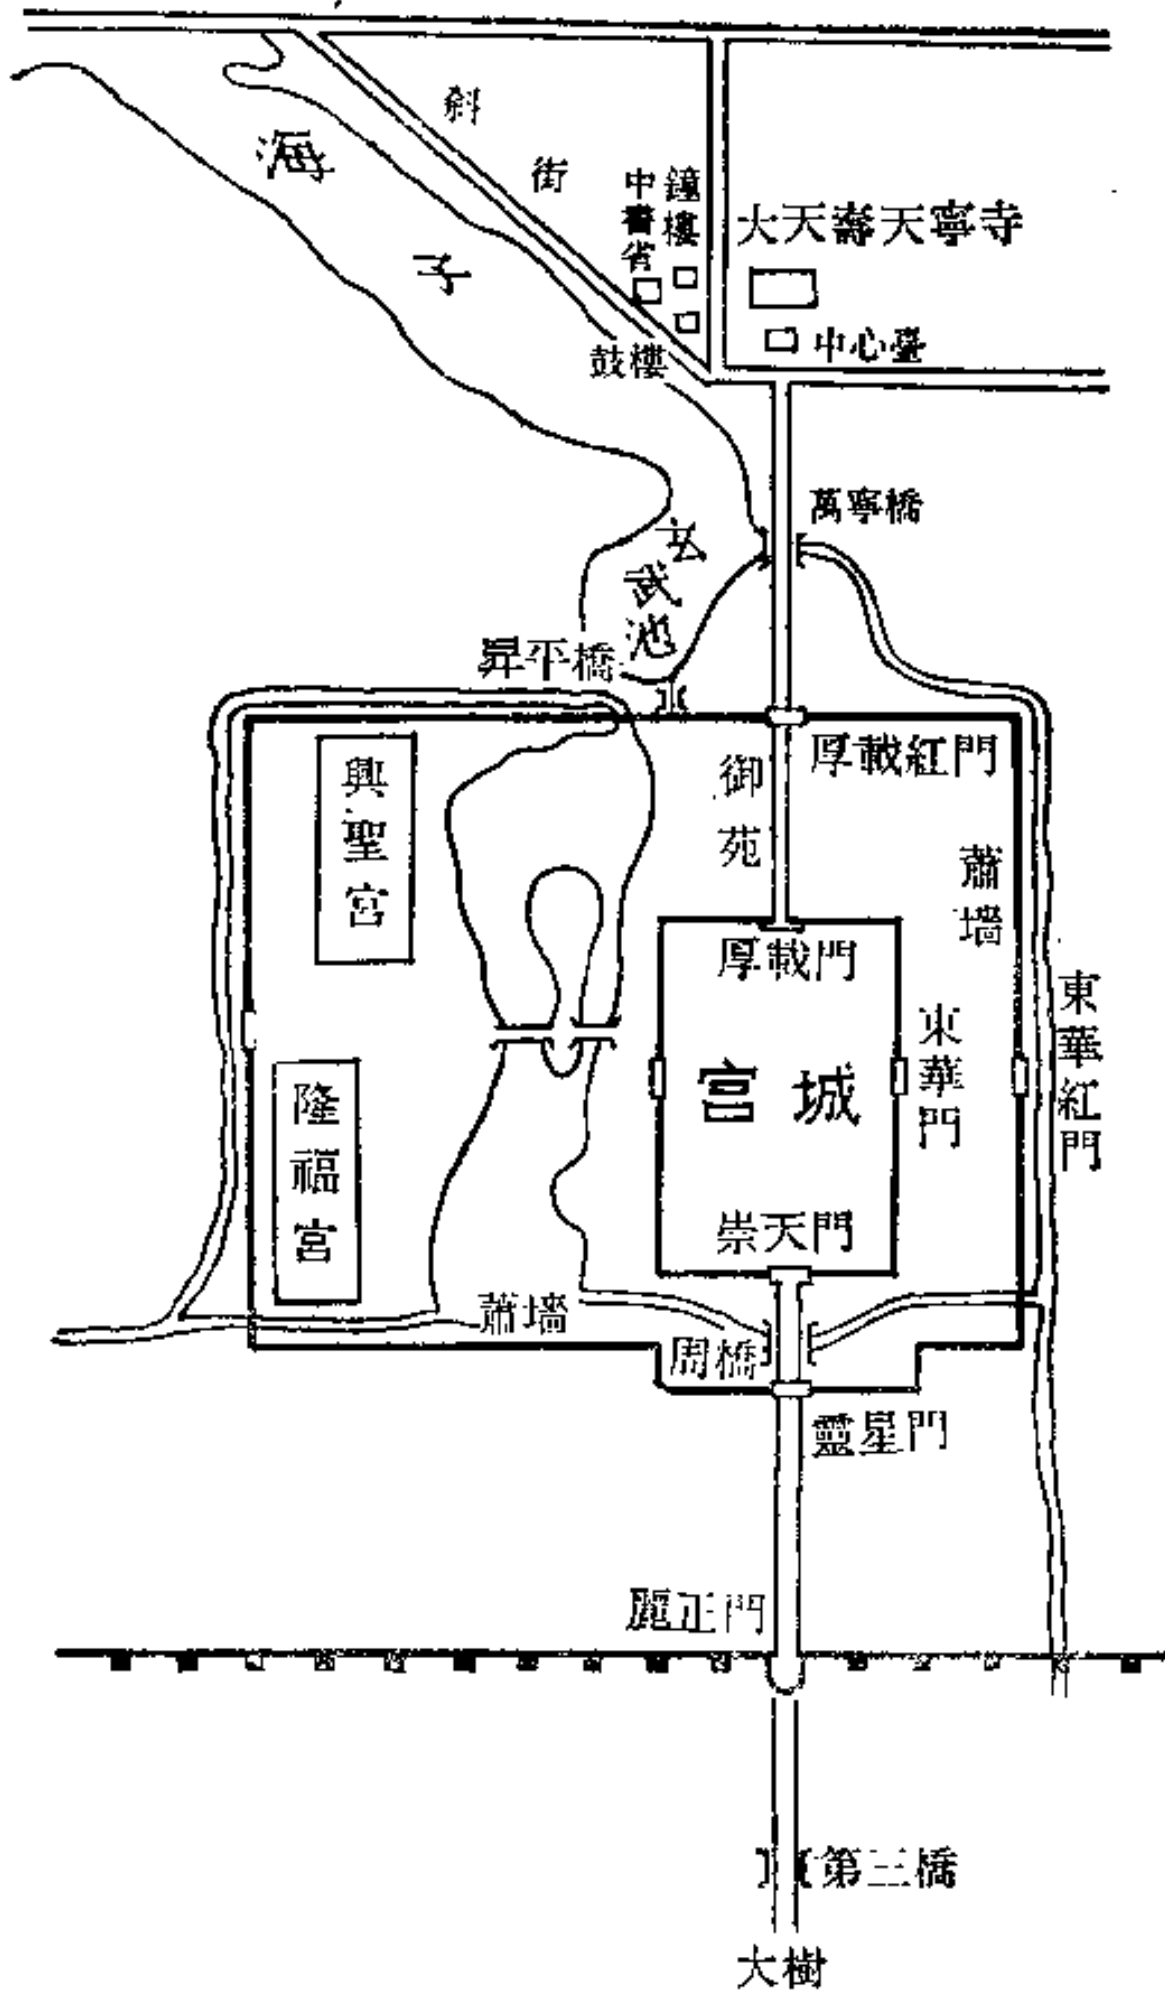 海子
斜街
中書省
鐘樓
大天壽天寧寺
鼓樓
中心臺
萬寧橋
玄武池
昇平橋
厚載紅門
興聖宮
御苑
蕭墻
厚載門
東華門
東華紅門
宮城
隆福宮
崇天門
蕭墻
周橋
靈星門
麗正門
第三橋
大樹